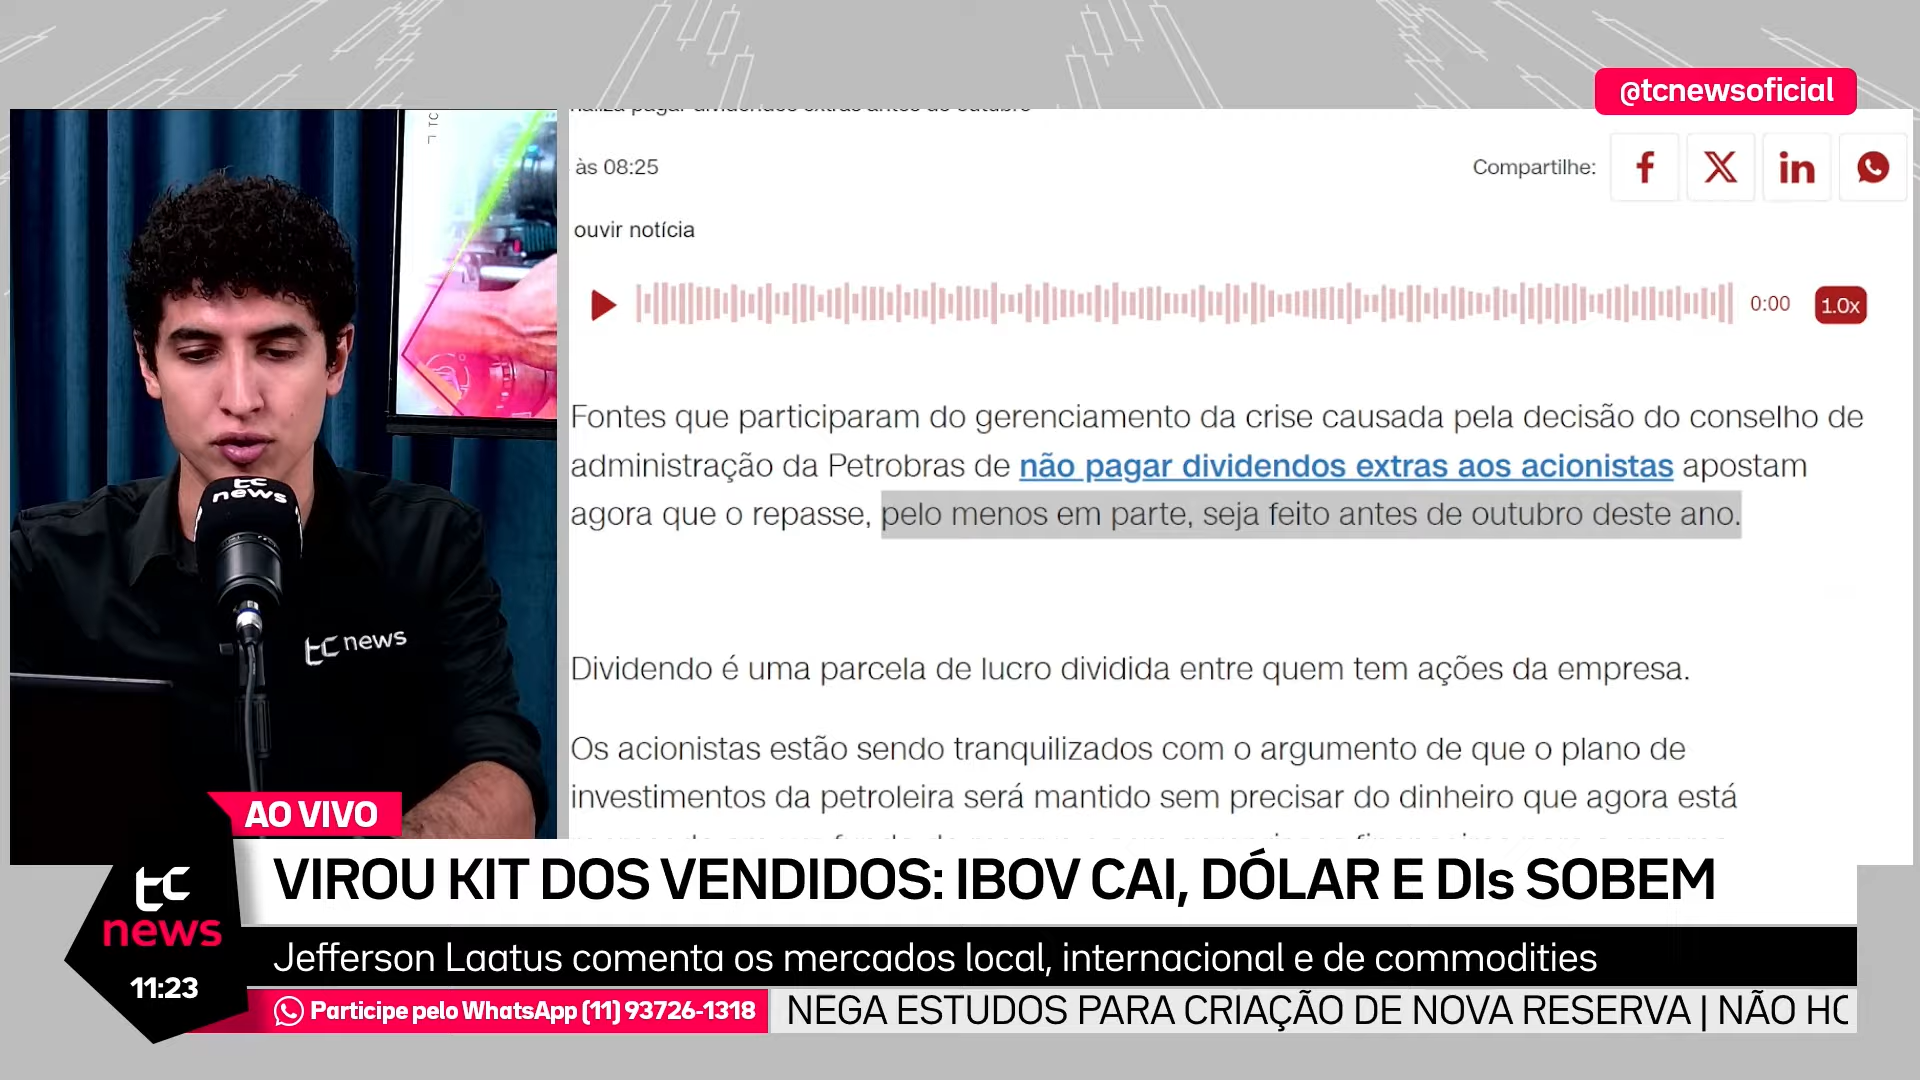 @tcnewsoficial
às 08:25
Compartilhe:
ouvir notícia
0:00
1.0x
Fontes que participaram do gerenciamento da crise causada pela decisão do conselho de
administração da Petrobras de não pagar dividendos extras aos acionistas apostam
agora que o repasse, pelo menos em parte, seja feito antes de outubro deste ano.
Dividendo é uma parcela de lucro dividida entre quem tem ações da empresa.
Os acionistas estão sendo tranquilizados com o argumento de que o plano de
investimentos da petroleira será mantido sem precisar do dinheiro que agora está
tc
news
tc news
AO VIVO
VIROU KIT DOS VENDIDOS: IBOV CAI, DÓLAR E DIs SOBEM
tc
news
11:23
Jefferson Laatus comenta os mercados local, internacional e de commodities
Participe pelo WhatsApp (11) 93726-1318
NEGA ESTUDOS PARA CRIAÇÃO DE NOVA RESERVA | NÃO